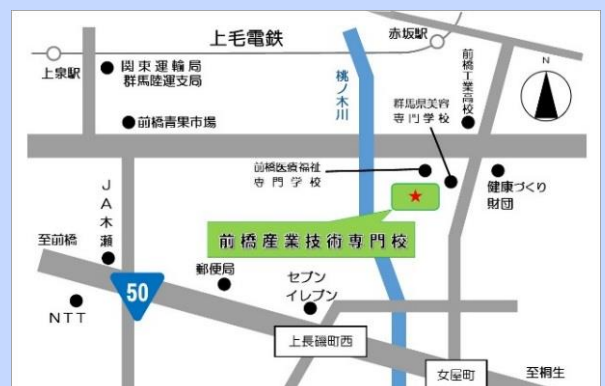 上毛電鉄
赤坂駅
上泉駅
関東運輸局
群馬陸運支局
前橋青果市場
桃ノ木川
前橋工業高校
N
群馬県美容
専門学校
前橋医療福祉
専門学校
健康づくり
財団
JA木瀬
前橋産業技術専門校
至前橋
50
郵便局
セブン
イレブン
NTT
上長磯町西
女屋町
至桐生